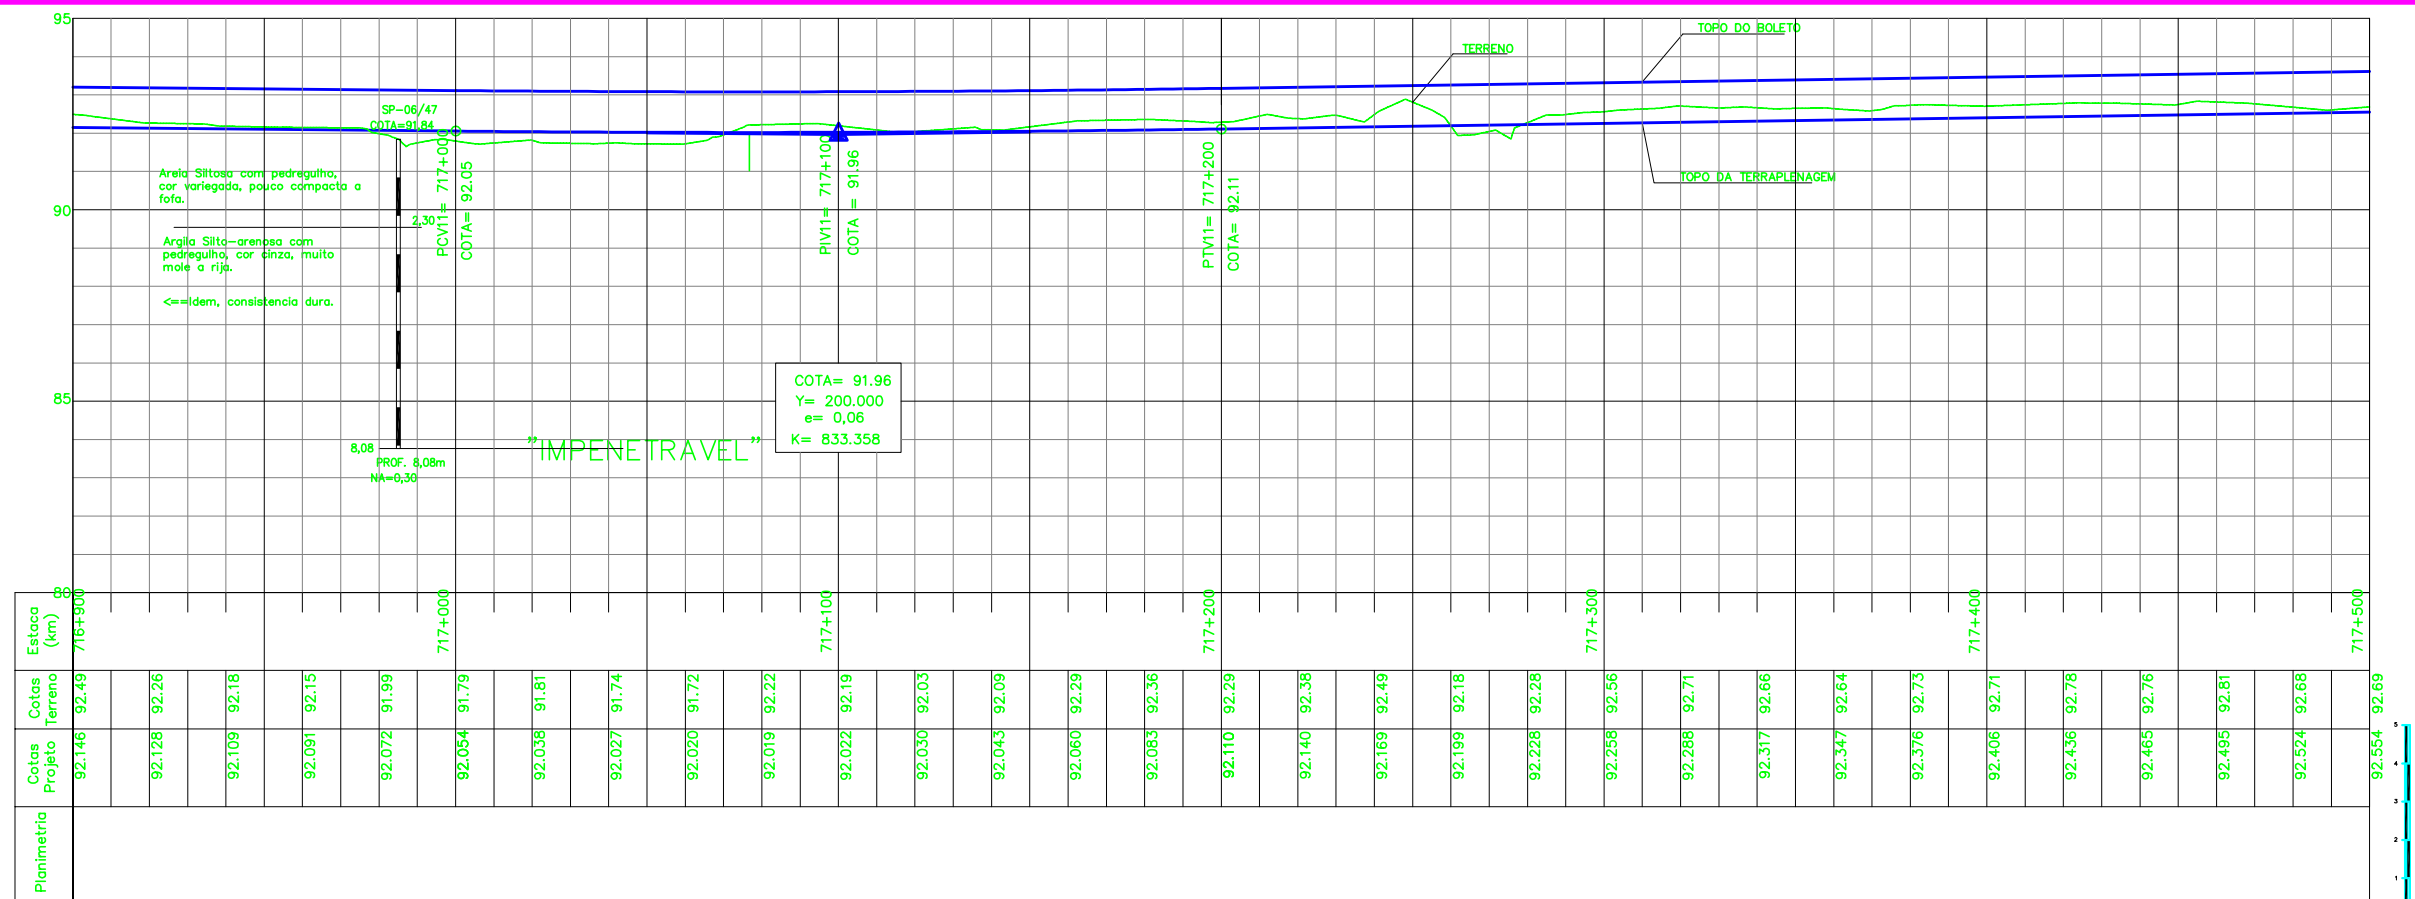 95
TOPO DO BOLETO
TERRENO
SP-06/47
COTA=91.84
Areia Siltosa com pedregulho,
cor variegada, pouco compacta a
fofa.
90
2,30
Argila Silto-arenosa com
pedregulho, cor cinza, muito
mole a rija.
<==Idem, consistencia dura.
PCV11= 717+000
COTA= 92.05
PIV11= 717+100
COTA = 91.96
PTV11= 717+200
COTA= 92.11
TOPO DA TERRAPLENAGEM
85
COTA= 91.96
Y= 200.000
e= 0,06
K= 833.358
8,08
"IMPENETRAVEL"
PROF. 8,08m
NA=0,30
80
Estaca
(km)
716+900 717+000 717+100 717+200 717+300 717+400 717+500
Cotas
Terreno
92.49 92.26 92.18 92.15 91.99 91.79 91.81 91.74 91.72 92.22 92.19 92.03 92.09 92.29 92.36 92.29 92.38 92.49 92.18 92.28 92.56 92.71 92.66 92.64 92.73 92.71 92.78 92.76 92.81 92.68 92.69
Cotas
Projeto
92.146 92.128 92.109 92.091 92.072 92.054 92.038 92.027 92.020 92.019 92.022 92.030 92.043 92.060 92.083 92.110 92.140 92.169 92.199 92.228 92.258 92.288 92.317 92.347 92.376 92.406 92.436 92.465 92.495 92.524 92.554
Planimetria
5
4
3
2
1